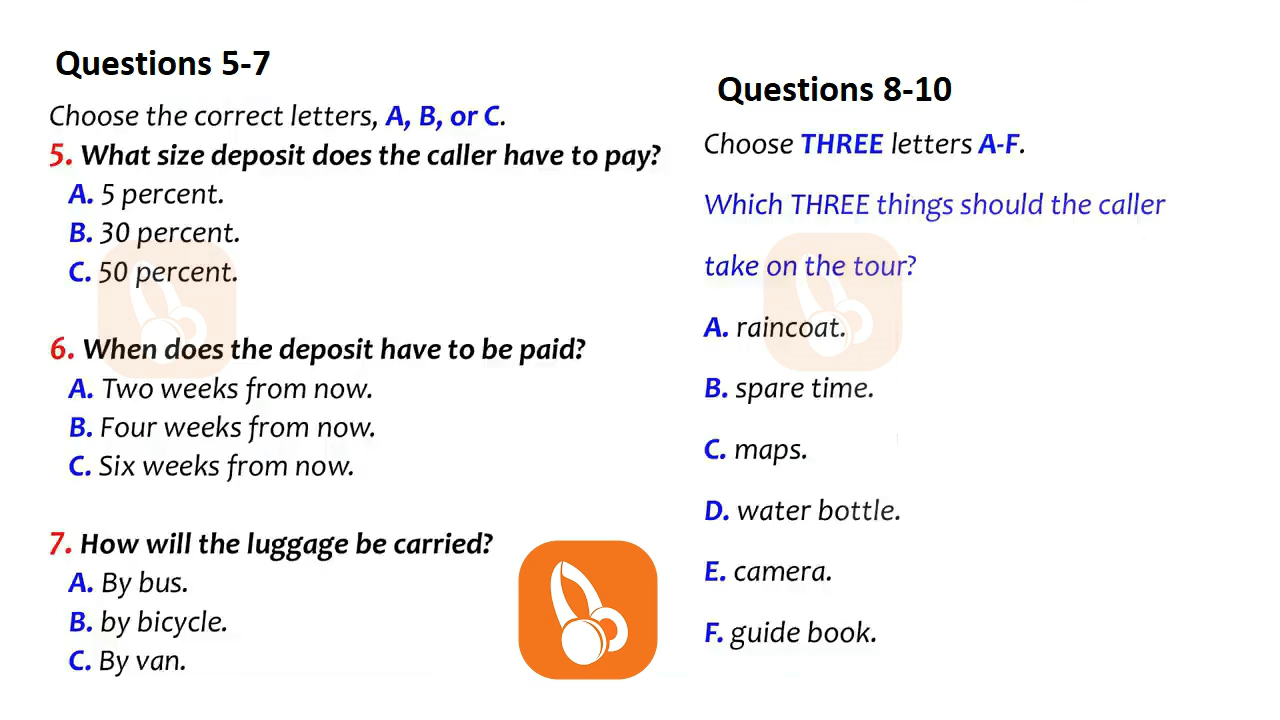 Questions 5-7
Choose the correct letters, A, B, or C.
5. What size deposit does the caller have to pay?
A. 5 percent.
B. 30 percent.
C. 50 percent.
6. When does the deposit have to be paid?
A. Two weeks from now.
B. Four weeks from now.
C. Six weeks from now.
7. How will the luggage be carried?
A. By bus.
B. by bicycle.
C. By van.
Questions 8-10
Choose THREE letters A-F.
Which THREE things should the caller
take on the tour?
A. raincoat.
B. spare time.
C. maps.
D. water bottle.
E. camera.
F. guide book.